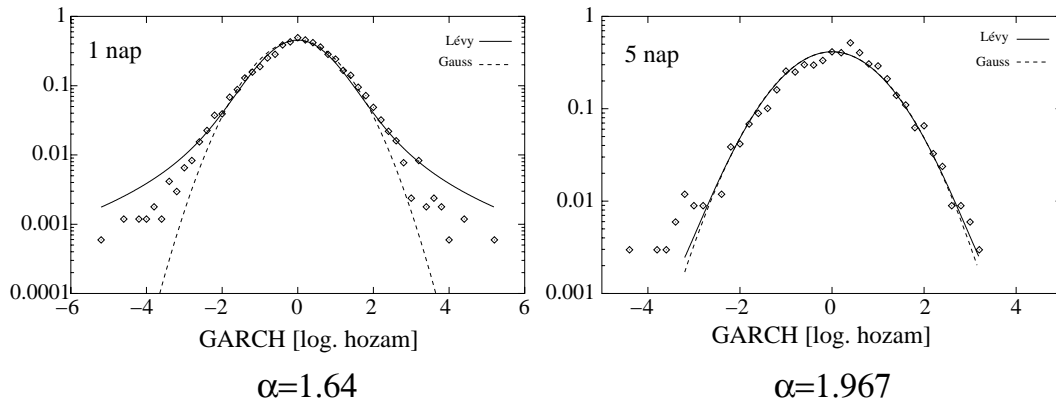 1
0.1
0.01
0.001
0.0001
1 nap
Lévy
Gauss
−6
−4
−2
0
2
4
6
GARCH [log. hozam]
α=1.64
1
0.1
0.01
0.001
5 nap
Lévy
Gauss
−4
−2
0
2
4
GARCH [log. hozam]
α=1.967